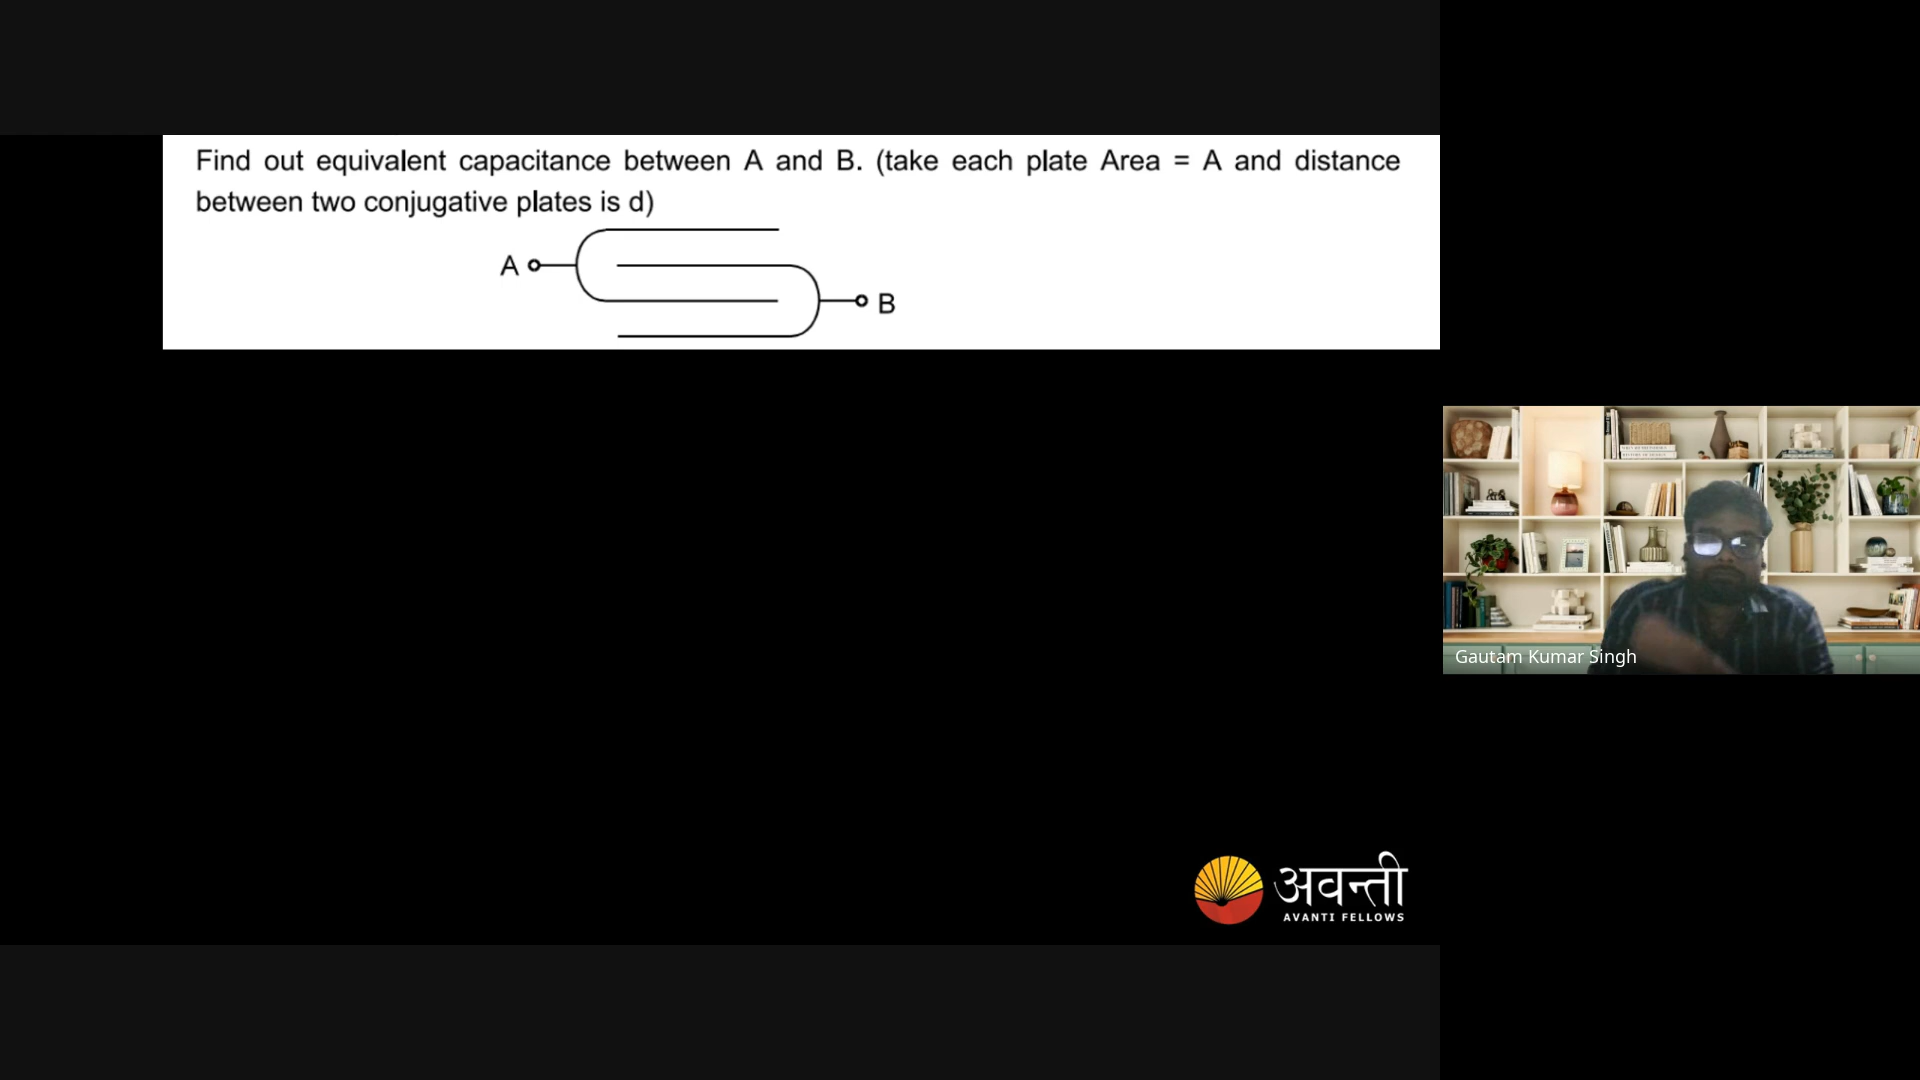 Find out equivalent capacitance between A and B. (take each plate Area = A and distance
between two conjugative plates is d)
A
B
Gautam Kumar Singh
अवन्ती
AVANTI FELLOWS